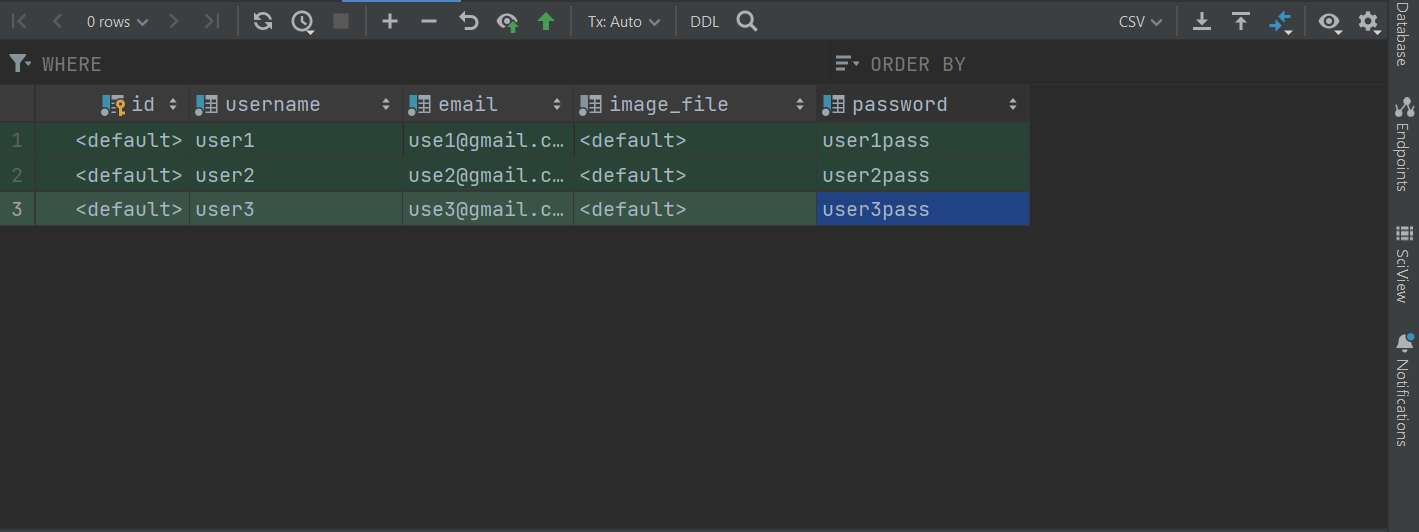 0 rows Tx: Auto DDL CSV
WHERE ORDER BY
id username email image_file password
1 <default> user1 use1@gmail.c… <default> user1pass
2 <default> user2 use2@gmail.c… <default> user2pass
3 <default> user3 use3@gmail.c… <default> user3pass
Database
Endpoints
SciView
Notifications